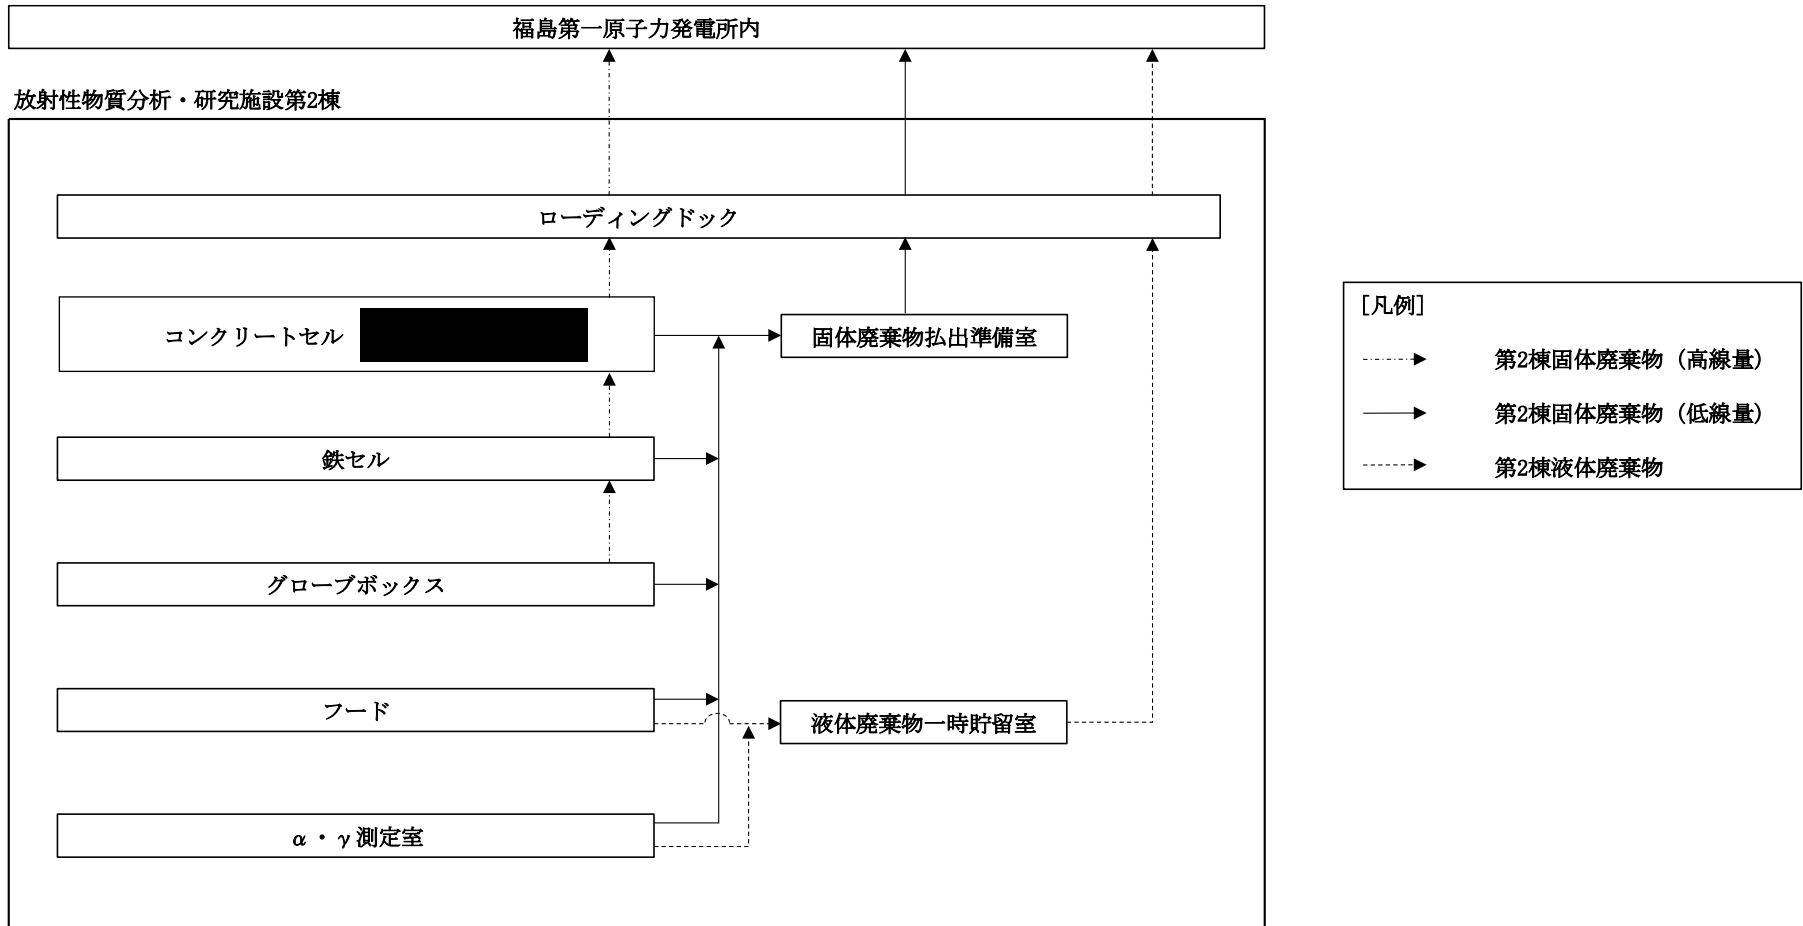 福島第一原子力発電所内
放射性物質分析・研究施設第2棟
ローディングドック
コンクリートセル
固体廃棄物払出準備室
鉄セル
グローブボックス
フード
液体廃棄物一時貯留室
α・γ測定室
[凡例]
第2棟固体廃棄物（高線量）
第2棟固体廃棄物（低線量）
第2棟液体廃棄物